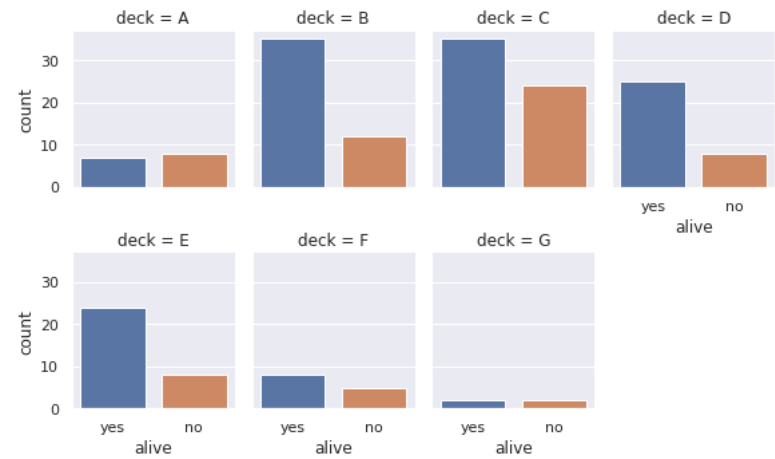 deck = A deck = B deck = C deck = D
30
20
10
0
count
yes no
alive
deck = E deck = F deck = G
30
20
10
0
count
yes no yes no yes no
alive alive alive